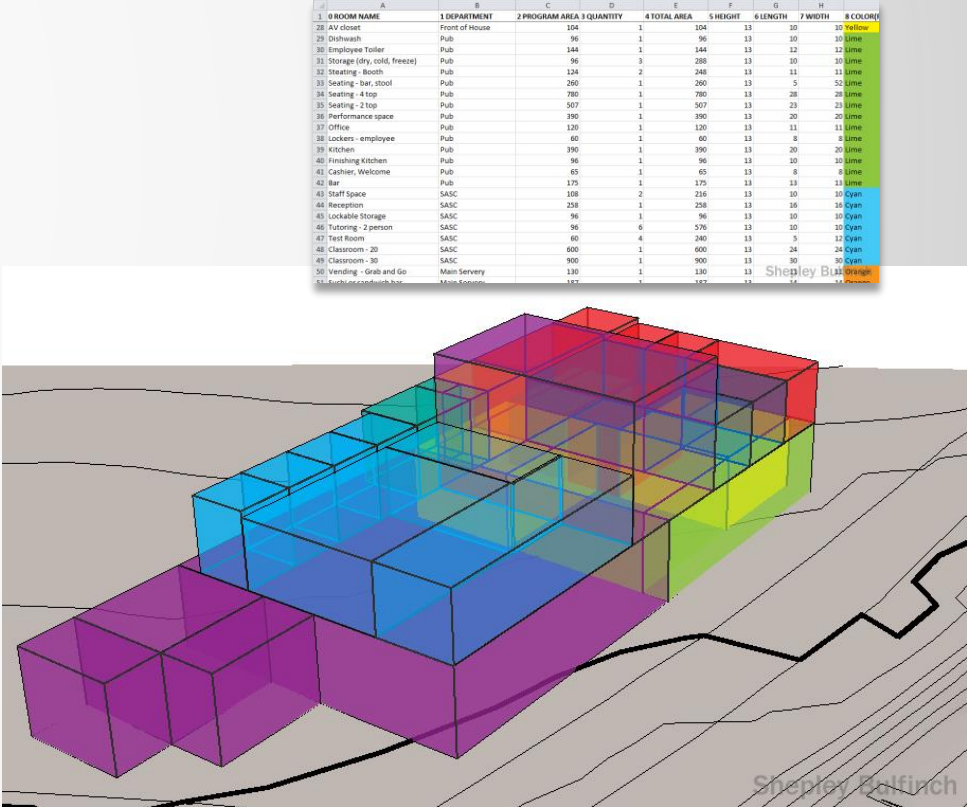 A B C D E F G H
1 0 ROOM NAME 1 DEPARTMENT 2 PROGRAM AREA 3 QUANTITY 4 TOTAL AREA 5 HEIGHT 6 LENGTH 7 WIDTH 8 COLOR(
28 AV closet Front of House 104 1 104 13 10 10 Yellow
29 Dishwash Pub 96 1 96 13 10 10 Lime
30 Employee Toiler Pub 144 1 144 13 12 12 Lime
31 Storage (dry, cold, freeze) Pub 96 3 288 13 10 10 Lime
32 Steating - Booth Pub 124 2 248 13 11 11 Lime
33 Seating - bar, stool Pub 260 1 260 13 5 52 Lime
34 Seating - 4 top Pub 780 1 780 13 28 28 Lime
35 Seating - 2 top Pub 507 1 507 13 23 23 Lime
36 Performance space Pub 390 1 390 13 20 20 Lime
37 Office Pub 120 1 120 13 11 11 Lime
38 Lockers - employee Pub 60 1 60 13 8 8 Lime
39 Kitchen Pub 390 1 390 13 20 20 Lime
40 Finishing Kitchen Pub 96 1 96 13 10 10 Lime
41 Cashier, Welcome Pub 65 1 65 13 8 8 Lime
42 Bar Pub 175 1 175 13 13 13 Lime
43 Staff Space SASC 108 2 216 13 10 10 Cyan
44 Reception SASC 258 1 258 13 16 16 Cyan
45 Lockable Storage SASC 96 1 96 13 10 10 Cyan
46 Tutoring - 2 person SASC 96 6 576 13 10 10 Cyan
47 Test Room SASC 60 4 240 13 5 12 Cyan
48 Classroom - 20 SASC 600 1 600 13 24 24 Cyan
49 Classroom - 30 SASC 900 1 900 13 30 30 Cyan
50 Vending - Grab and Go Main Servery 130 1 130 13 11 11 Orange
Shepley Bulfinch